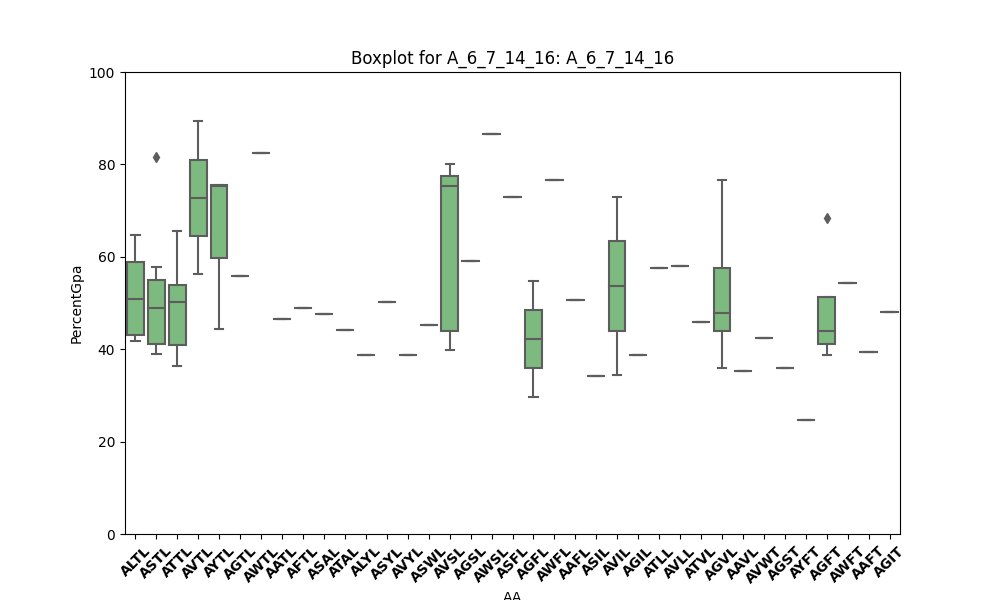 Boxplot for A_6_7_14_16: A_6_7_14_16
100
80
60
40
20
0
PercentGpa
ALTL ASTL ATTL AVTL AYTL AGTL AWTL AATL AFTL ASAL ATAL ALYL ASYL AVYL ASWL AVSL AGSL AWSL ASFL AGFL AWFL AAFL ASIL AVIL AGIL ATLL AVLL ATVL AGVL AAVL AVWT AGST AYFT AGFT AWFT AAFT AGIT
AA